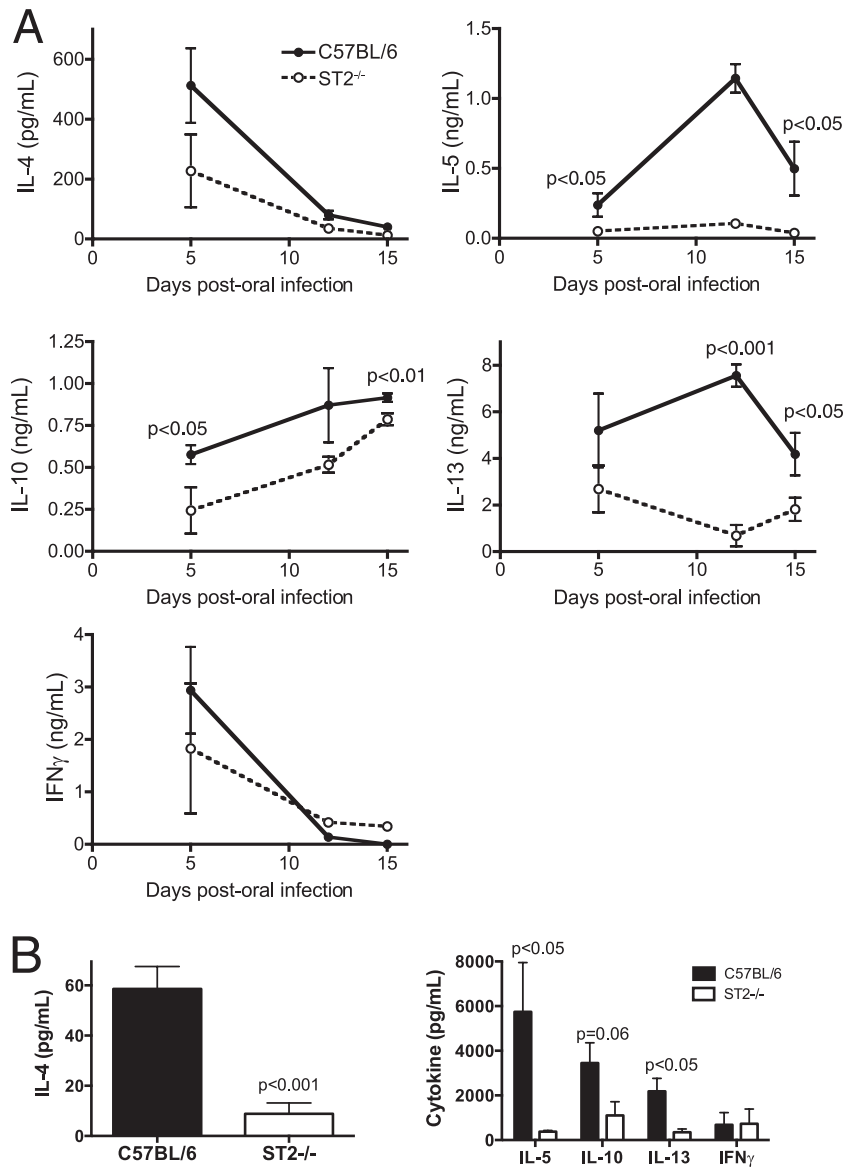 A
IL-4 (pg/mL)
600
400
200
0
0 5 10 15
Days post-oral infection
C57BL/6
ST2-/-
IL-5 (ng/mL)
1.5
1.0
0.5
0.0
p<0.05
p<0.05
0 5 10 15
Days post-oral infection
IL-10 (ng/mL)
1.25
1.00
0.75
0.50
0.25
0.00
p<0.05
p<0.01
0 5 10 15
Days post-oral infection
IL-13 (ng/mL)
8
6
4
2
0
p<0.001
p<0.05
0 5 10 15
Days post-oral infection
IFNγ (ng/mL)
4
3
2
1
0
0 5 10 15
Days post-oral infection
B
IL-4 (pg/mL)
60
40
20
0
p<0.001
C57BL/6 ST2-/-
Cytokine (pg/mL)
8000
6000
4000
2000
0
p<0.05
p=0.06
p<0.05
C57BL/6
ST2-/-
IL-5 IL-10 IL-13 IFNγ